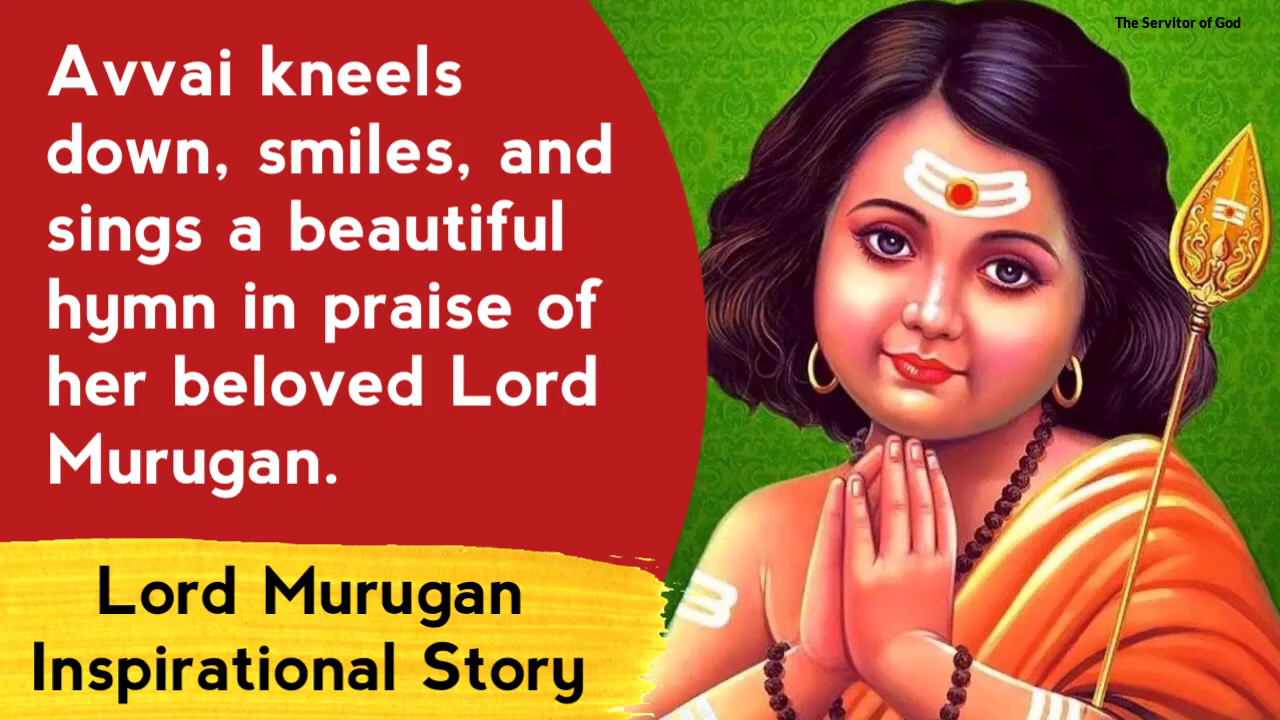 The Servitor of God
Avvai kneels
down, smiles, and
sings a beautiful
hymn in praise of
her beloved Lord
Murugan.
Lord Murugan
Inspirational Story